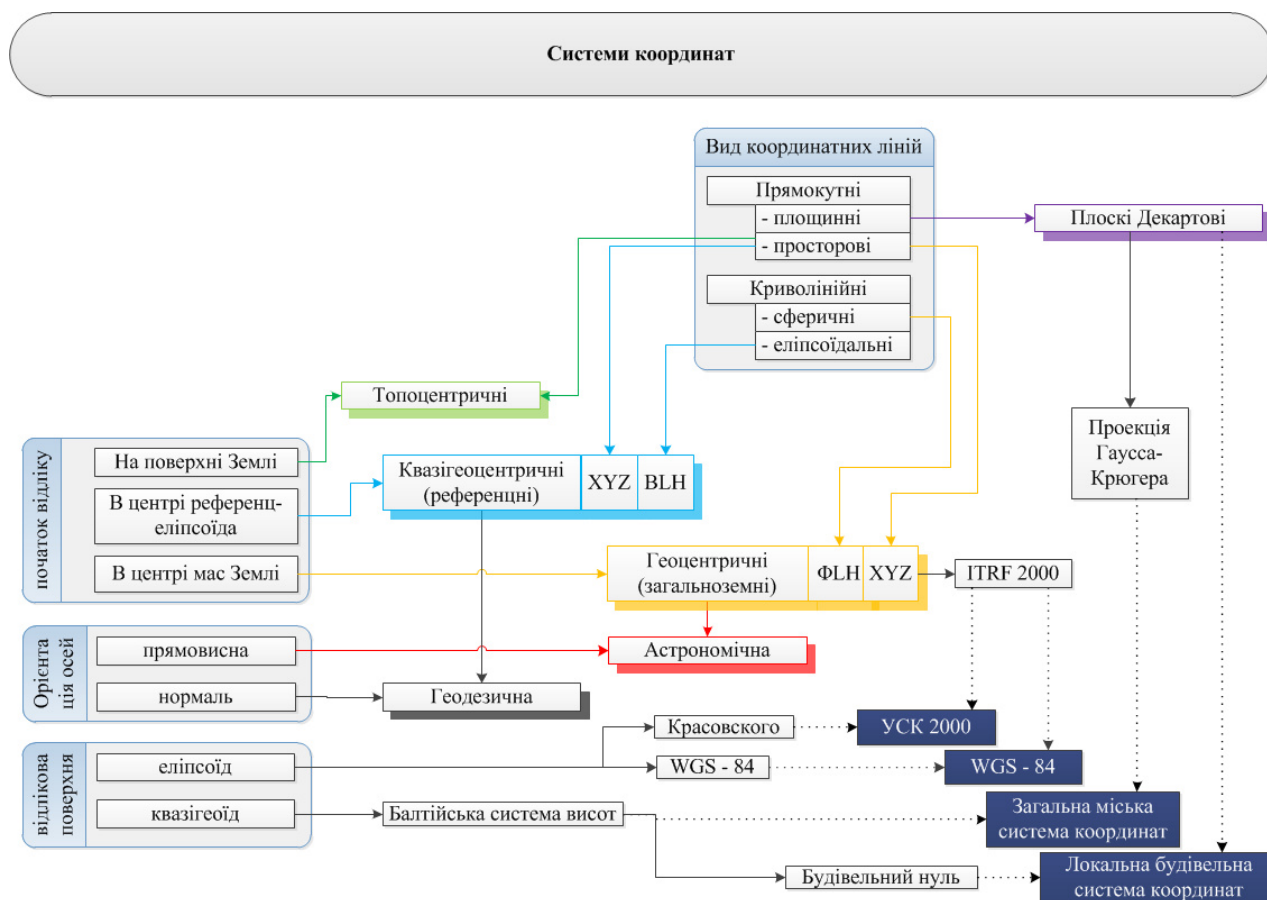 Системи координат
Вид координатних ліній
Прямокутні
- площинні
- просторові
Криволінійні
- сферичні
- еліпсоїдальні
Плоскі Декартові
Топоцентричні
Проекція
Гаусса-
Крюгера
початок відліку
На поверхні Землі
В центрі референц-
еліпсоїда
В центрі мас Землі
Квазігеоцентричні
(референцні)
XYZ
BLH
Геоцентричні
(загальноземні)
ΦLH
XYZ
ITRF 2000
Орієнта
ція осей
прямовисна
нормаль
Астрономічна
Геодезична
відлікова
поверхня
еліпсоїд
квазігеоїд
Красовского
УСК 2000
WGS - 84
WGS - 84
Балтійська система висот
Загальна міська
система координат
Будівельний нуль
Локальна будівельна
система координат